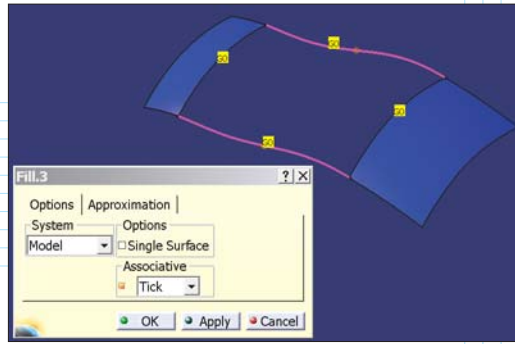 G0
G0
G0
G0
Fill.3 ? X
Options Approximation
System Options
Model Single Surface
Associative
Tick
OK Apply Cancel